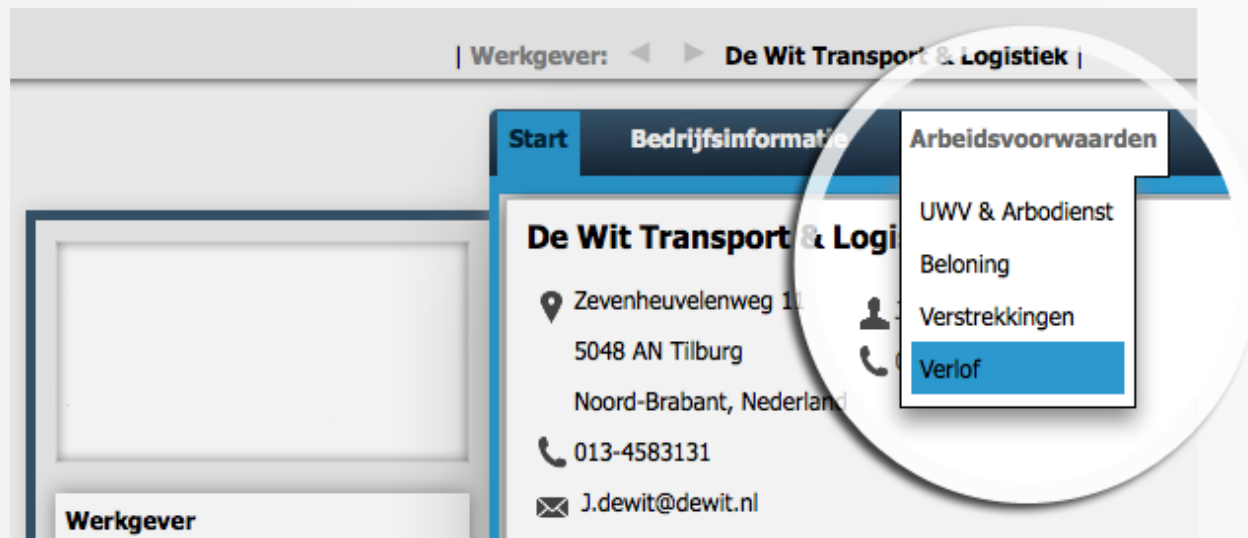 | Werkgever: De Wit Transport & Logistiek |
Start Bedrijfsinformatie Arbeidsvoorwaarden
UWV & Arbodienst
Beloning
Verstrekkingen
Verlof
De Wit Transport & Logi
Zevenheuvelenweg 11
5048 AN Tilburg
Noord-Brabant, Nederland
013-4583131
J.dewit@dewit.nl
Werkgever